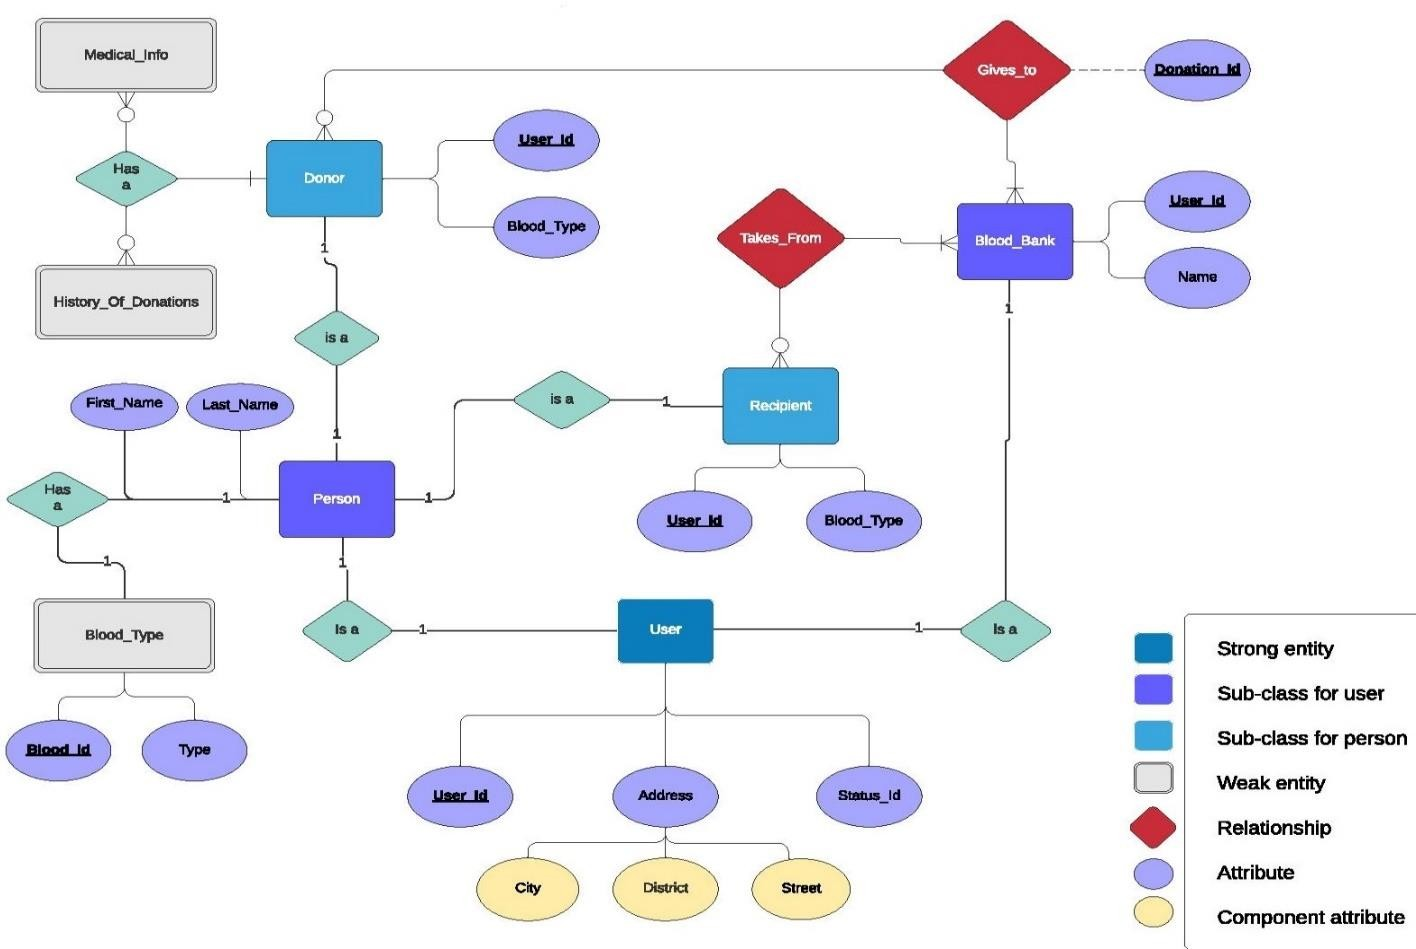 Medical_Info
Gives_to
Donation_Id
Has
a
Donor
User_Id
Blood_Type
History_Of_Donations
1
is a
1
Takes_From
Blood_Bank
User_Id
Name
1
First_Name
Last_Name
is a
1
Recipient
User_Id
Blood_Type
Has
a
1
Person
1
1
1
Blood_Type
Blood_Id
Type
Is a
1
User
1
Is a
User_Id
Address
Status_Id
City
District
Street
Strong entity
Sub-class for user
Sub-class for person
Weak entity
Relationship
Attribute
Component attribute